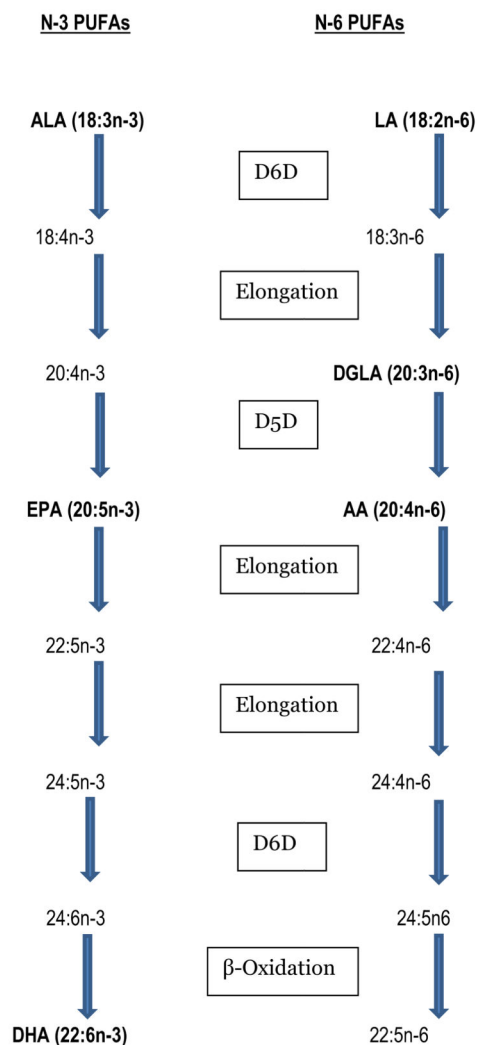 N-3 PUFAs
N-6 PUFAs
ALA (18:3n-3)
LA (18:2n-6)
D6D
18:4n-3
18:3n-6
Elongation
20:4n-3
DGLA (20:3n-6)
D5D
EPA (20:5n-3)
AA (20:4n-6)
Elongation
22:5n-3
22:4n-6
Elongation
24:5n-3
24:4n-6
D6D
24:6n-3
24:5n6
β-Oxidation
DHA (22:6n-3)
22:5n-6